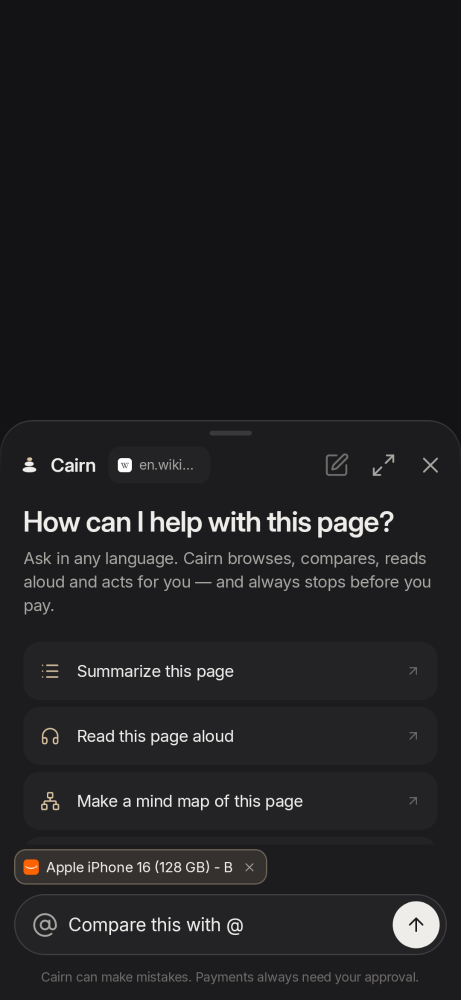 Cairn
W en.wiki...
How can I help with this page?
Ask in any language. Cairn browses, compares, reads
aloud and acts for you — and always stops before you
pay.
Summarize this page
Read this page aloud
Make a mind map of this page
Apple iPhone 16 (128 GB) - B
Compare this with @
Cairn can make mistakes. Payments always need your approval.